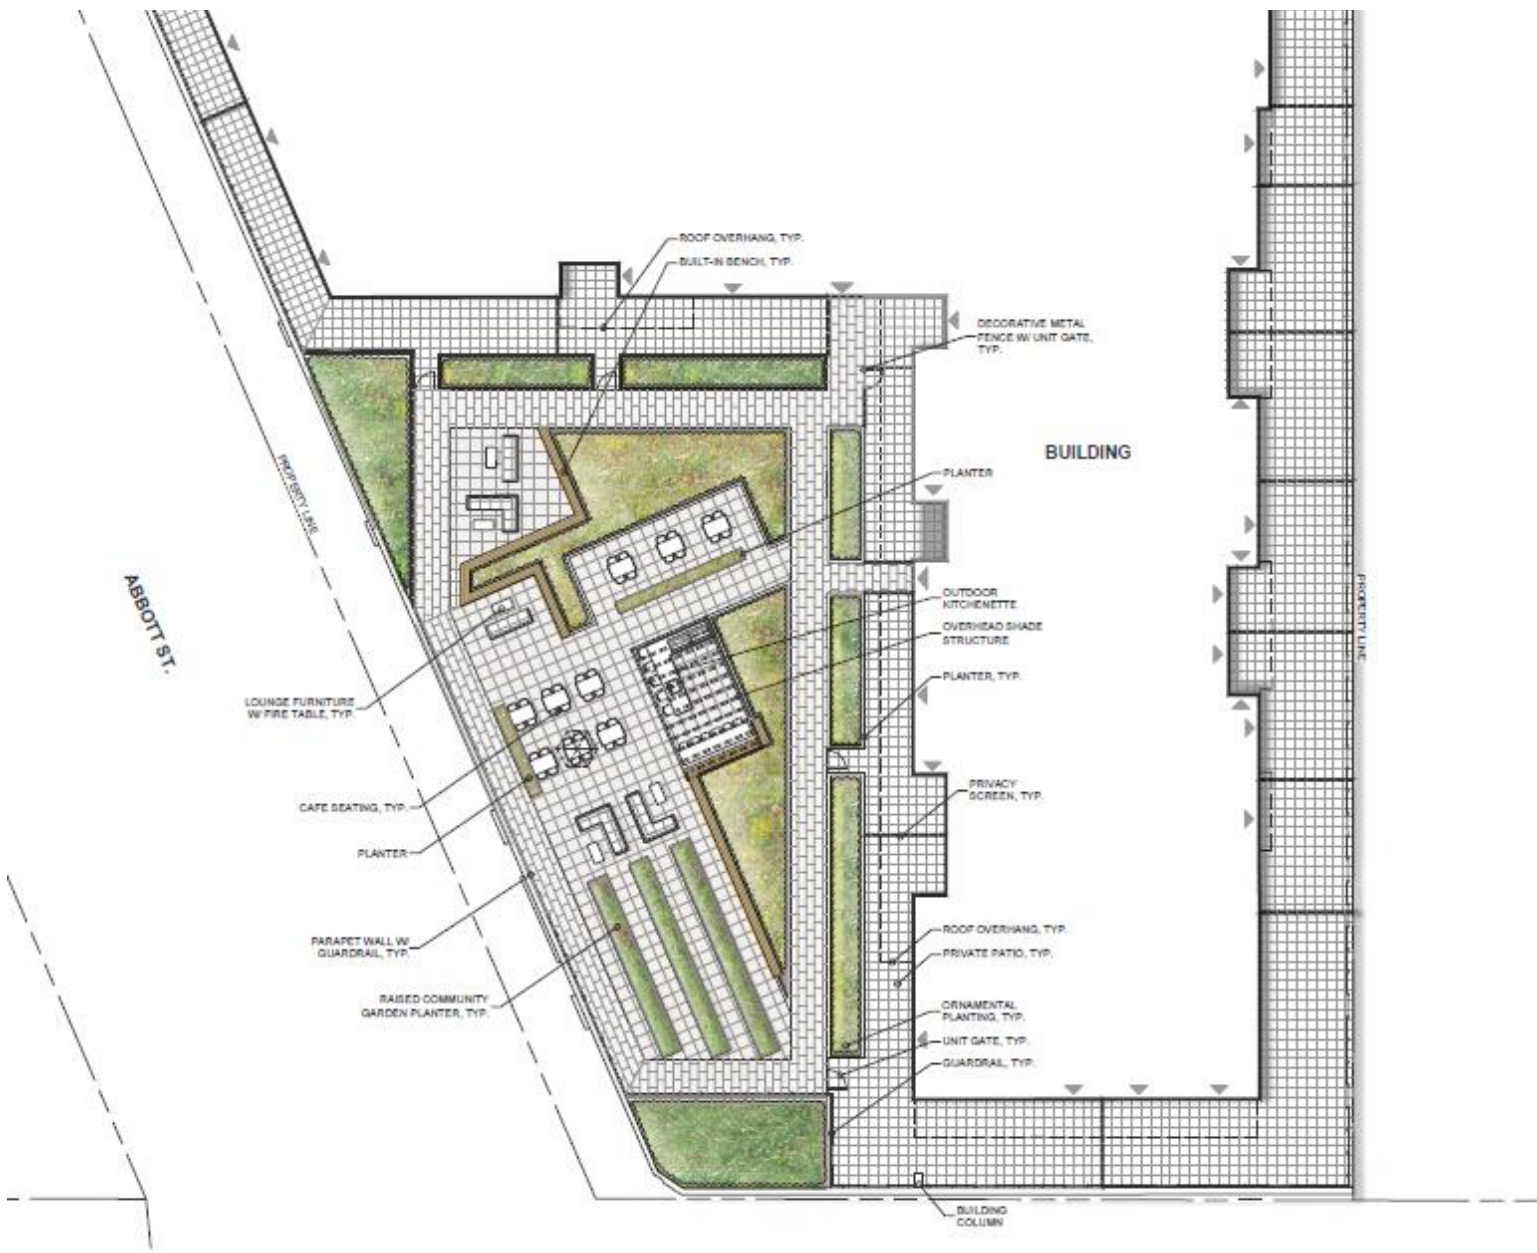 ROOF OVERHANG, TYP.
BUILT-IN BENCH, TYP.
DECORATIVE METAL
FENCE W/ UNIT GATE,
TYP.
BUILDING
PROPERTY LINE
PLANTER
ABBOTT ST.
PROPERTY LINE
OUTDOOR
KITCHENETTE
OVERHEAD SHADE
STRUCTURE
PLANTER, TYP.
LOUNGE FURNITURE
W/ FIRE TABLE, TYP.
CAFE SEATING, TYP.
PRIVACY
SCREEN, TYP.
PLANTER
PARAPET WALL W/
GUARDRAIL, TYP.
ROOF OVERHANG, TYP.
PRIVATE PATIO, TYP.
RAISED COMMUNITY
GARDEN PLANTER, TYP.
ORNAMENTAL
PLANTING, TYP.
UNIT GATE, TYP.
GUARDRAIL, TYP.
BUILDING
COLUMN